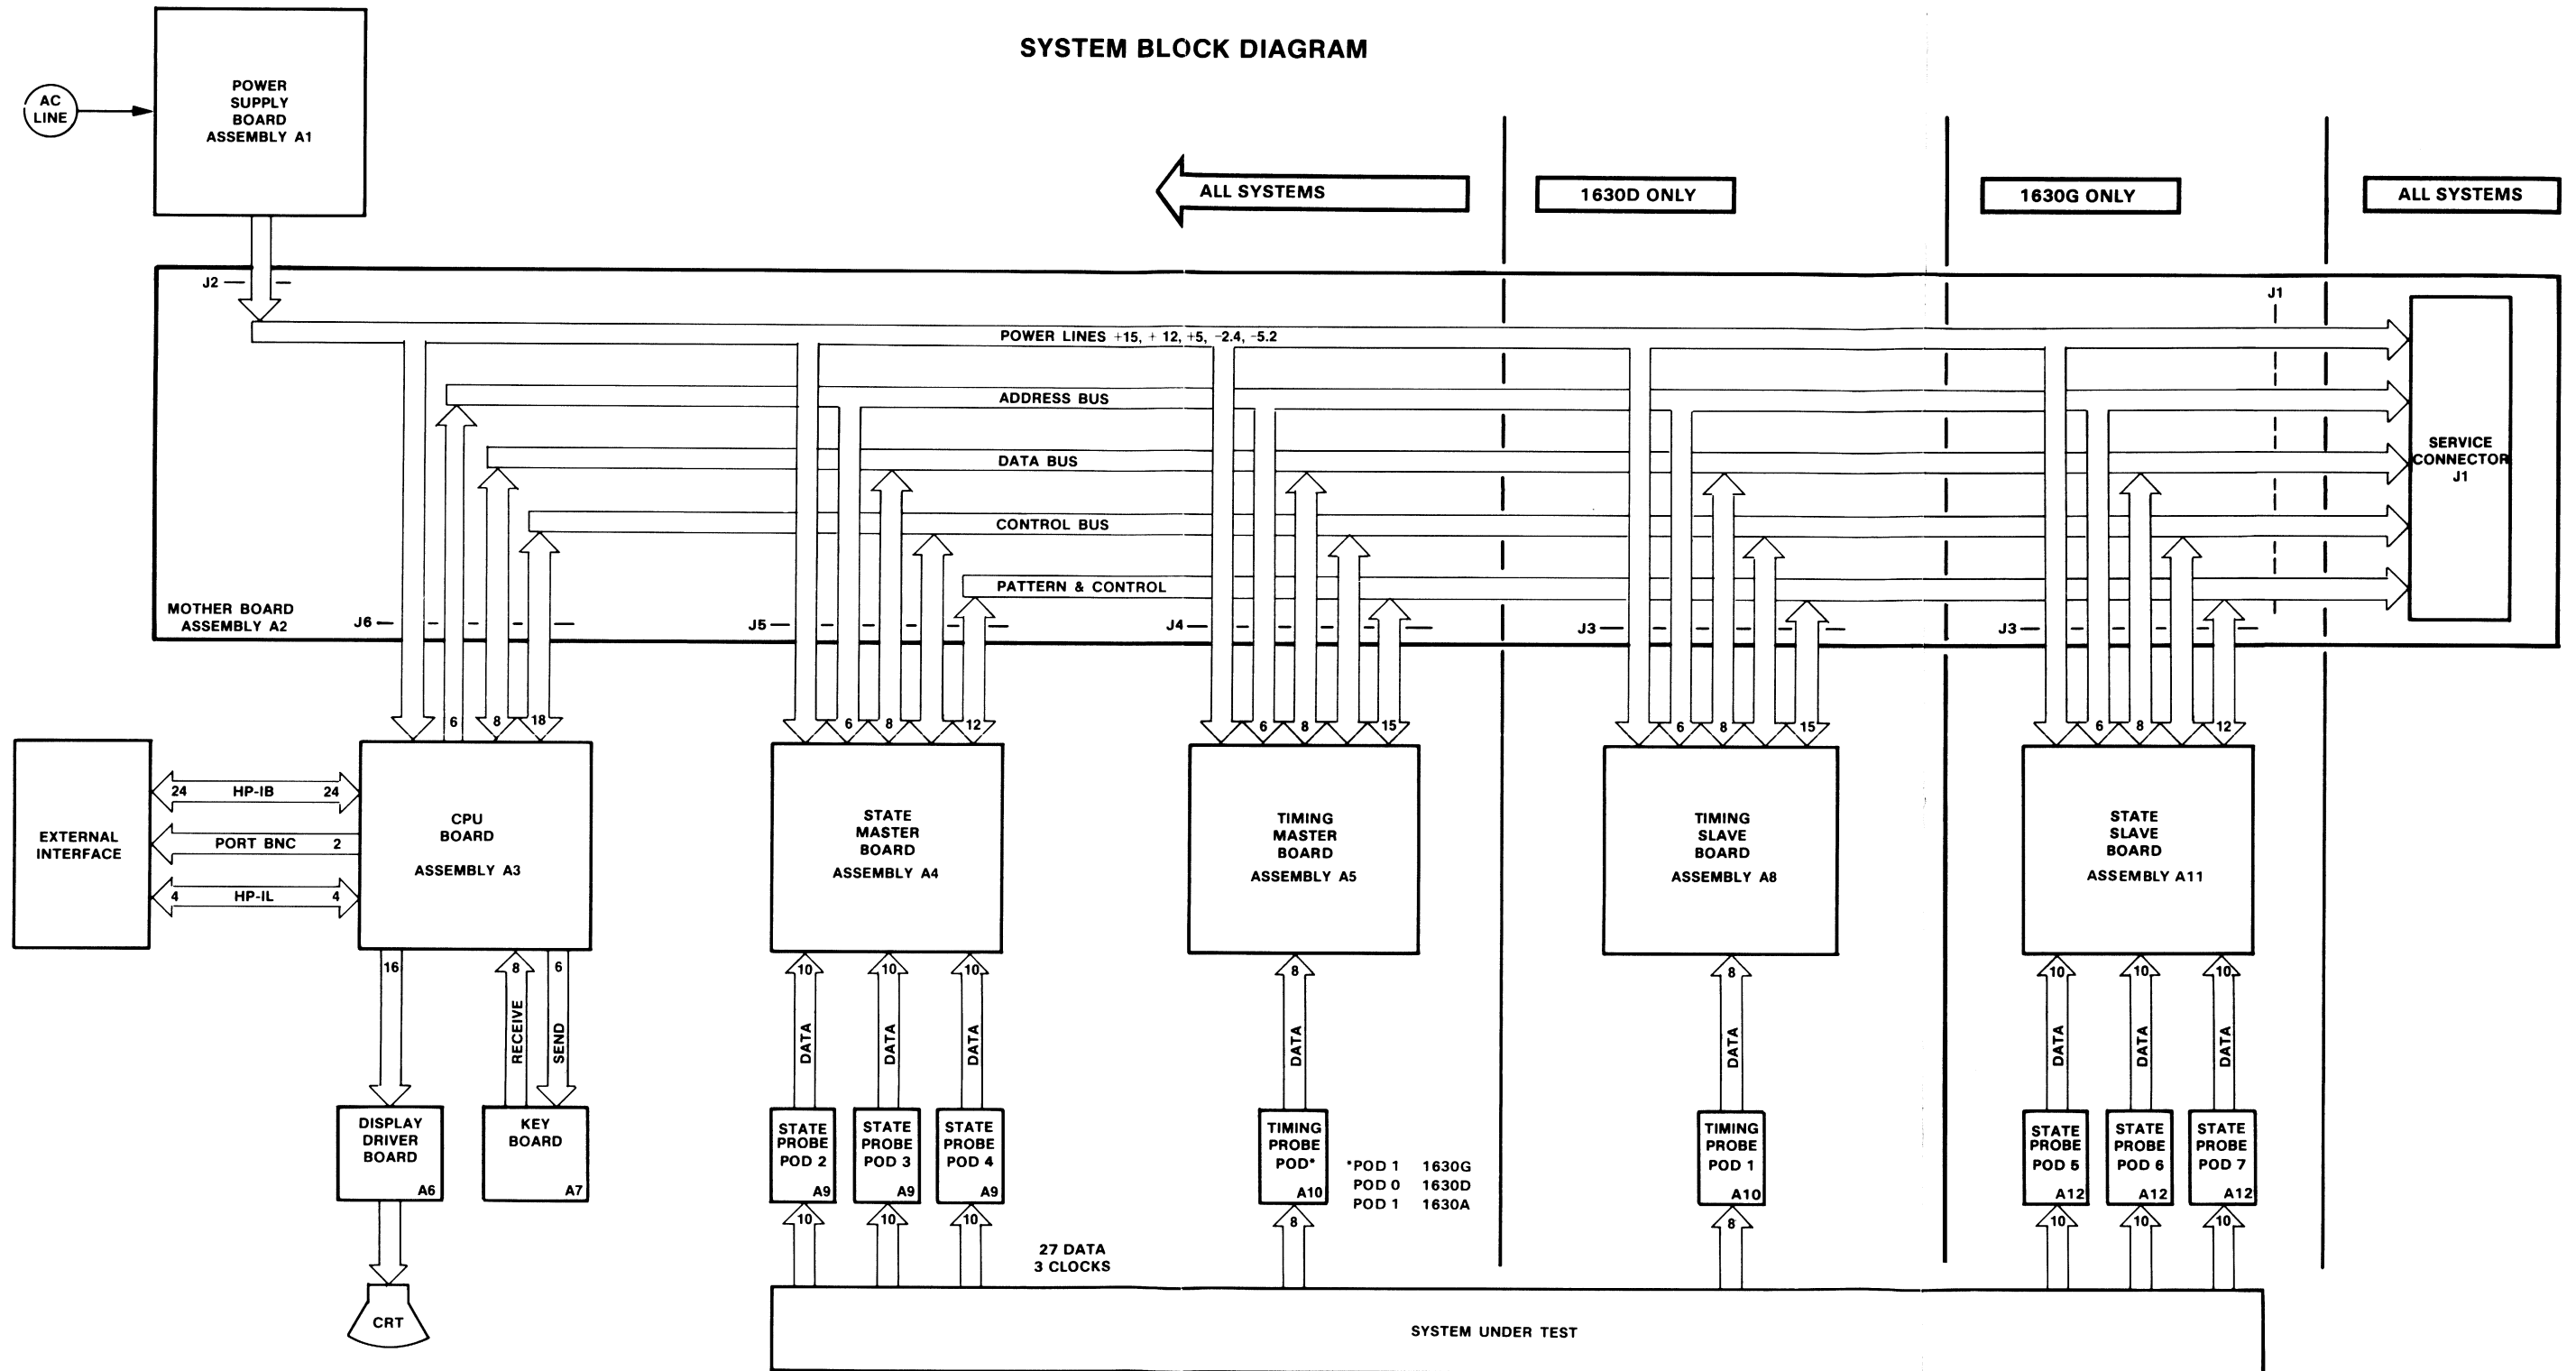 SYSTEM BLOCK DIAGRAM
AC
LINE
POWER
SUPPLY
BOARD
ASSEMBLY A1
ALL SYSTEMS
1630D ONLY
1630G ONLY
ALL SYSTEMS
J2
J1
POWER LINES +15, + 12, +5, -2.4, -5.2
ADDRESS BUS
DATA BUS
CONTROL BUS
PATTERN & CONTROL
SERVICE
CONNECTOR
J1
MOTHER BOARD
ASSEMBLY A2
J6
J5
J4
J3
J3
6
8
18
6
8
12
6
8
15
6
8
15
6
8
12
EXTERNAL
INTERFACE
24
HP-IB
24
PORT BNC
2
4
HP-IL
4
CPU
BOARD
ASSEMBLY A3
STATE
MASTER
BOARD
ASSEMBLY A4
TIMING
MASTER
BOARD
ASSEMBLY A5
TIMING
SLAVE
BOARD
ASSEMBLY A8
STATE
SLAVE
BOARD
ASSEMBLY A11
16
8
6
10
10
10
8
8
10
10
10
RECEIVE
SEND
DATA
DATA
DATA
DATA
DATA
DATA
DATA
DATA
DISPLAY
DRIVER
BOARD
A6
KEY
BOARD
A7
STATE
PROBE
POD 2
A9
STATE
PROBE
POD 3
A9
STATE
PROBE
POD 4
A9
TIMING
PROBE
POD*
A10
*POD 1 1630G
POD 0 1630D
POD 1 1630A
TIMING
PROBE
POD 1
A10
STATE
PROBE
POD 5
A12
STATE
PROBE
POD 6
A12
STATE
PROBE
POD 7
A12
10
10
10
8
8
10
10
10
27 DATA
3 CLOCKS
CRT
SYSTEM UNDER TEST